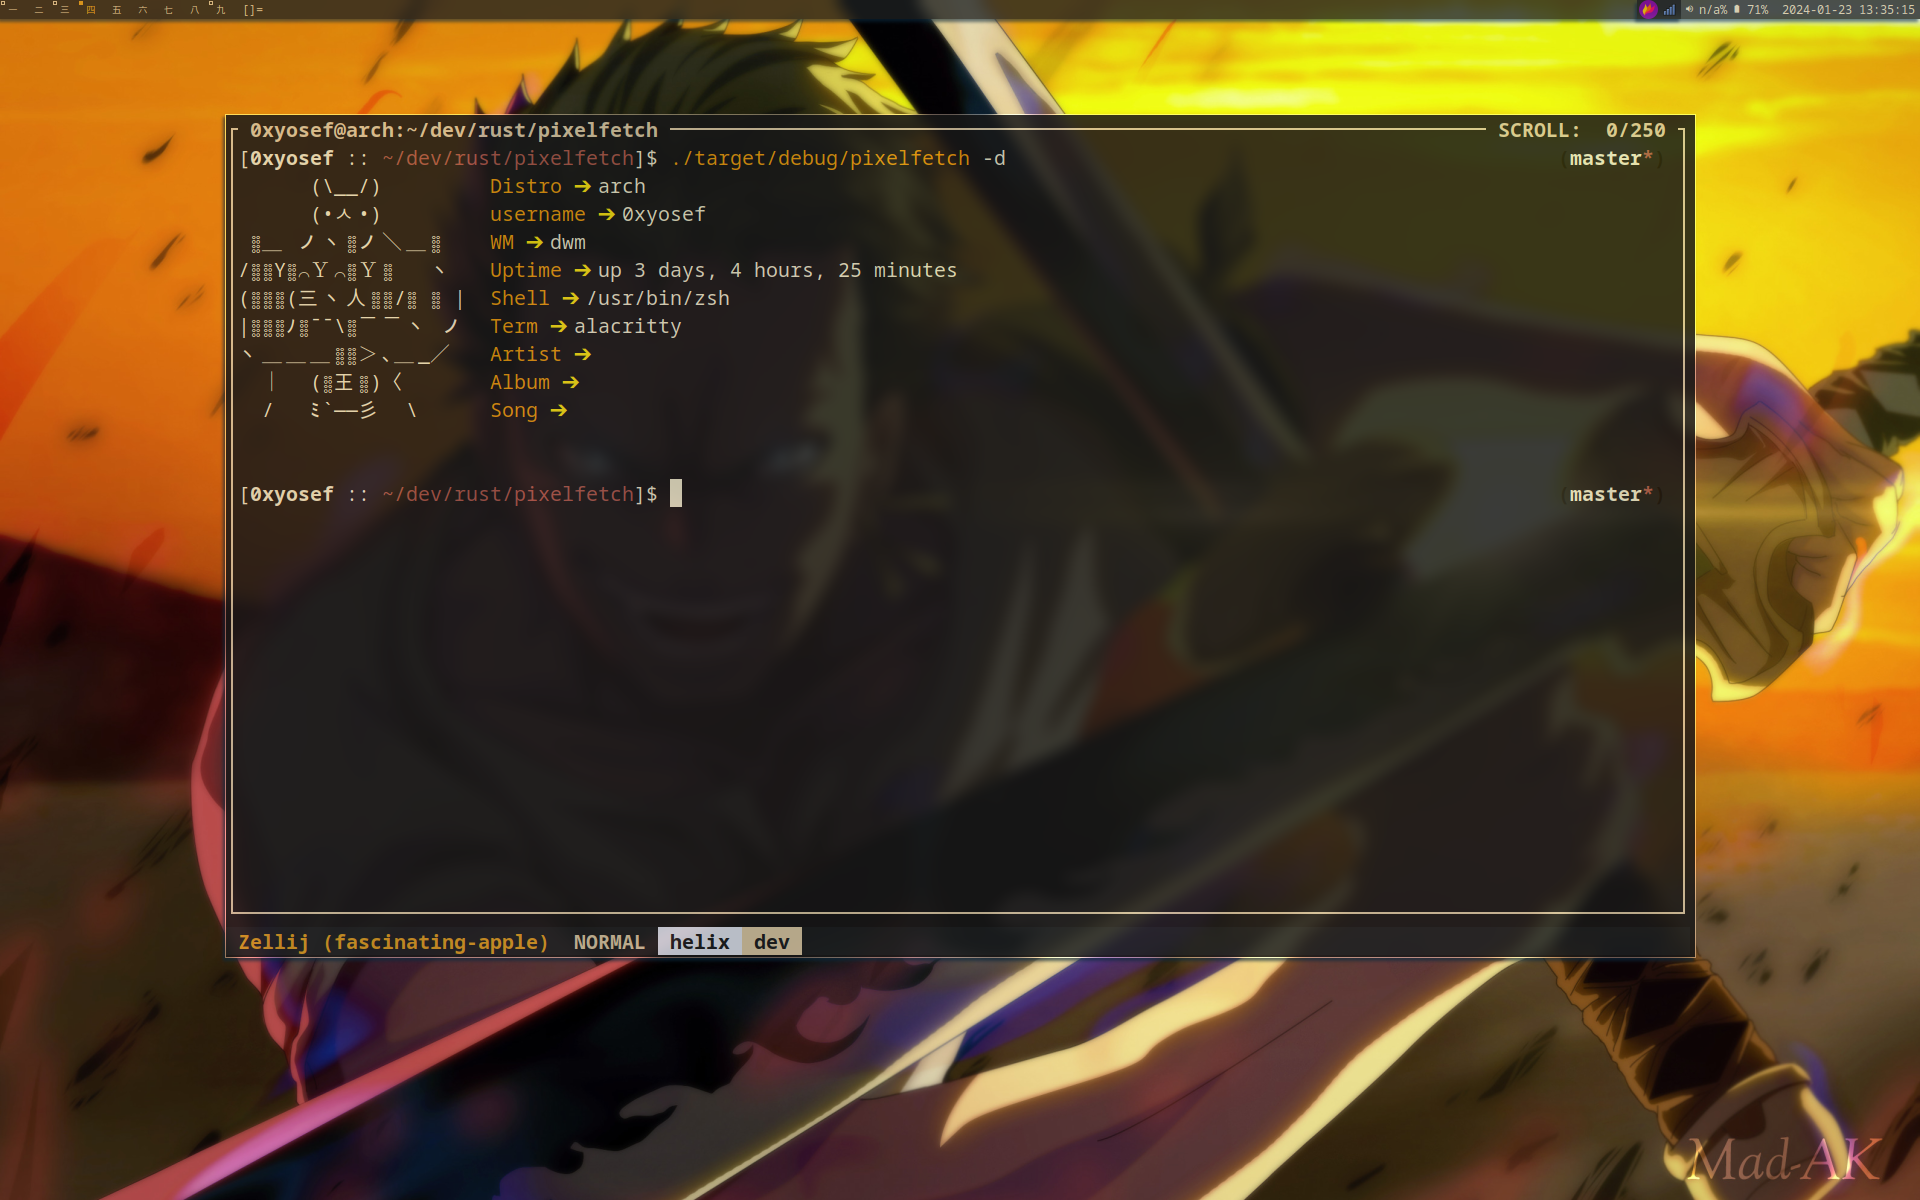 一 二 三 四 五 六 七 八 九 []=
n/a% 71% 2024-01-23 13:35:15
0xyosef@arch:~/dev/rust/pixelfetch SCROLL: 0/250
[0xyosef :: ~/dev/rust/pixelfetch]$ ./target/debug/pixelfetch -d (master*)
(\__/) Distro ➔ arch
(•ㅅ•) username ➔ 0xyosef
WM ➔ dwm
Uptime ➔ up 3 days, 4 hours, 25 minutes
Shell ➔ /usr/bin/zsh
Term ➔ alacritty
Artist ➔
Album ➔
Song ➔
[0xyosef :: ~/dev/rust/pixelfetch]$ (master*)
Zellij (fascinating-apple) NORMAL helix dev
Mad-AK